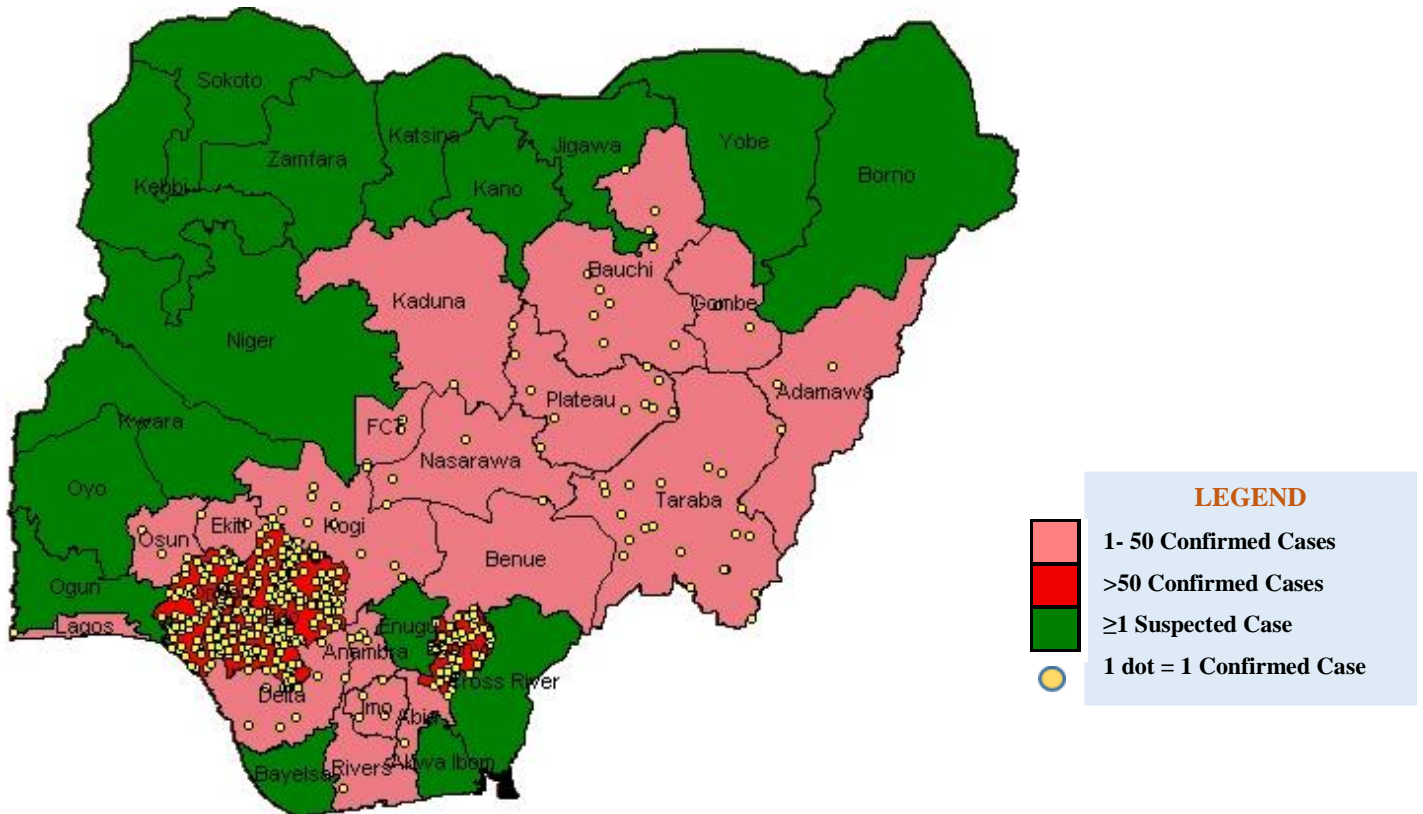 Sokoto
Katsina
Jigawa
Yobe
Zamfara
Kano
Borno
Kebbi
Bauchi
Kaduna
Gombe
Niger
Adamawa
Plateau
Kwara
FCT
Nasarawa
Oyo
Taraba
Osun
Ekiti
Kogi
Benue
Ogun
Lagos
Enugu
Anambra
Cross River
Delta
Imo
Abia
Bayelsa
Rivers
Akwa Ibom
LEGEND
1- 50 Confirmed Cases
>50 Confirmed Cases
≥1 Suspected Case
1 dot = 1 Confirmed Case